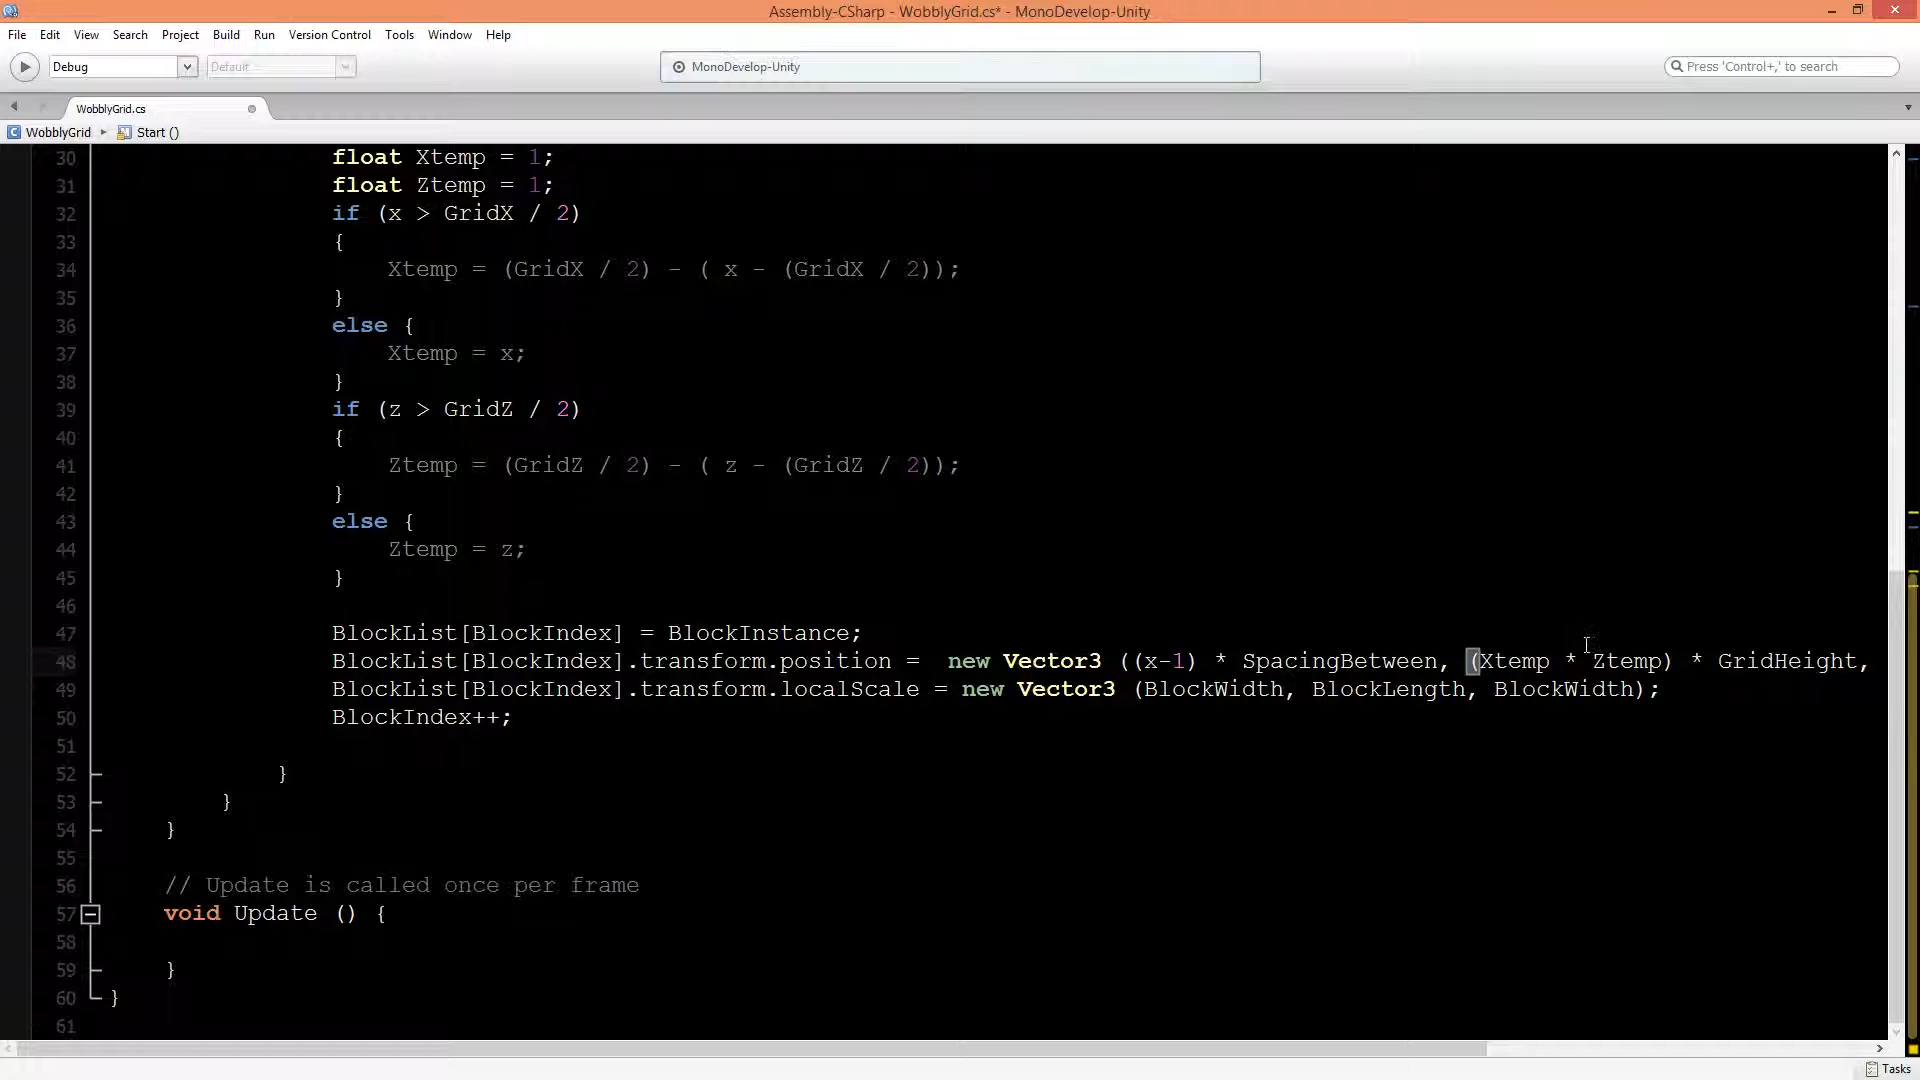 Assembly-CSharp - WobblyGrid.cs* - MonoDevelop-Unity
File Edit View Search Project Build Run Version Control Tools Window Help
Debug Default MonoDevelop-Unity Press 'Control+,' to search
WobblyGrid.cs
WobblyGrid Start ()
30 float Xtemp = 1;
31 float Ztemp = 1;
32 if (x > GridX / 2)
33 {
34 Xtemp = (GridX / 2) - ( x - (GridX / 2));
35 }
36 else {
37 Xtemp = x;
38 }
39 if (z > GridZ / 2)
40 {
41 Ztemp = (GridZ / 2) - ( z - (GridZ / 2));
42 }
43 else {
44 Ztemp = z;
45 }
46
47 BlockList[BlockIndex] = BlockInstance;
48 BlockList[BlockIndex].transform.position =  new Vector3 ((x-1) * SpacingBetween, (Xtemp * Ztemp) * GridHeight,
49 BlockList[BlockIndex].transform.localScale = new Vector3 (BlockWidth, BlockLength, BlockWidth);
50 BlockIndex++;
51
52 }
53 }
54 }
55
56 // Update is called once per frame
57 void Update () {
58
59 }
60 }
61
Tasks